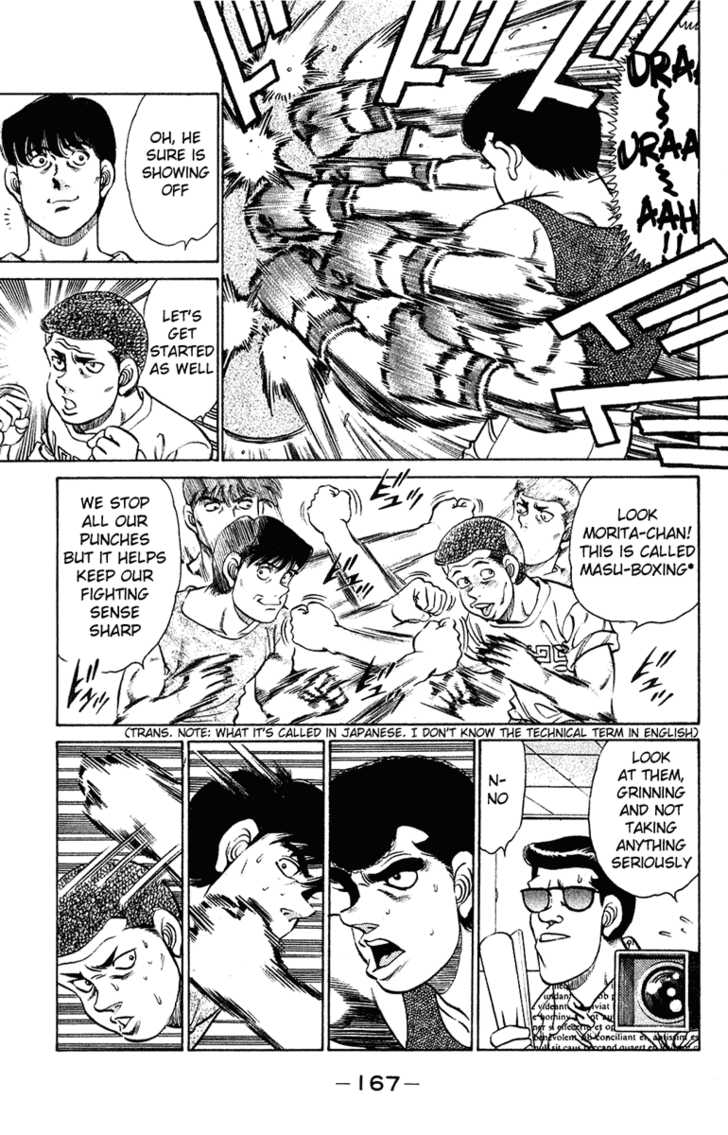 URAA
URAA
AAH
!!
OH, HE
SURE IS
SHOWING
OFF
LET'S
GET
STARTED
AS WELL
LOOK
MORITA-CHAN!
THIS IS CALLED
MASU-BOXING*
WE STOP
ALL OUR
PUNCHES
BUT IT HELPS
KEEP OUR
FIGHTING
SENSE
SHARP
(TRANS. NOTE: WHAT IT'S CALLED IN JAPANESE. I DON'T KNOW THE TECHNICAL TERM IN ENGLISH)
LOOK
AT THEM,
GRINNING
AND NOT
TAKING
ANYTHING
SERIOUSLY
N-
NO
-167-